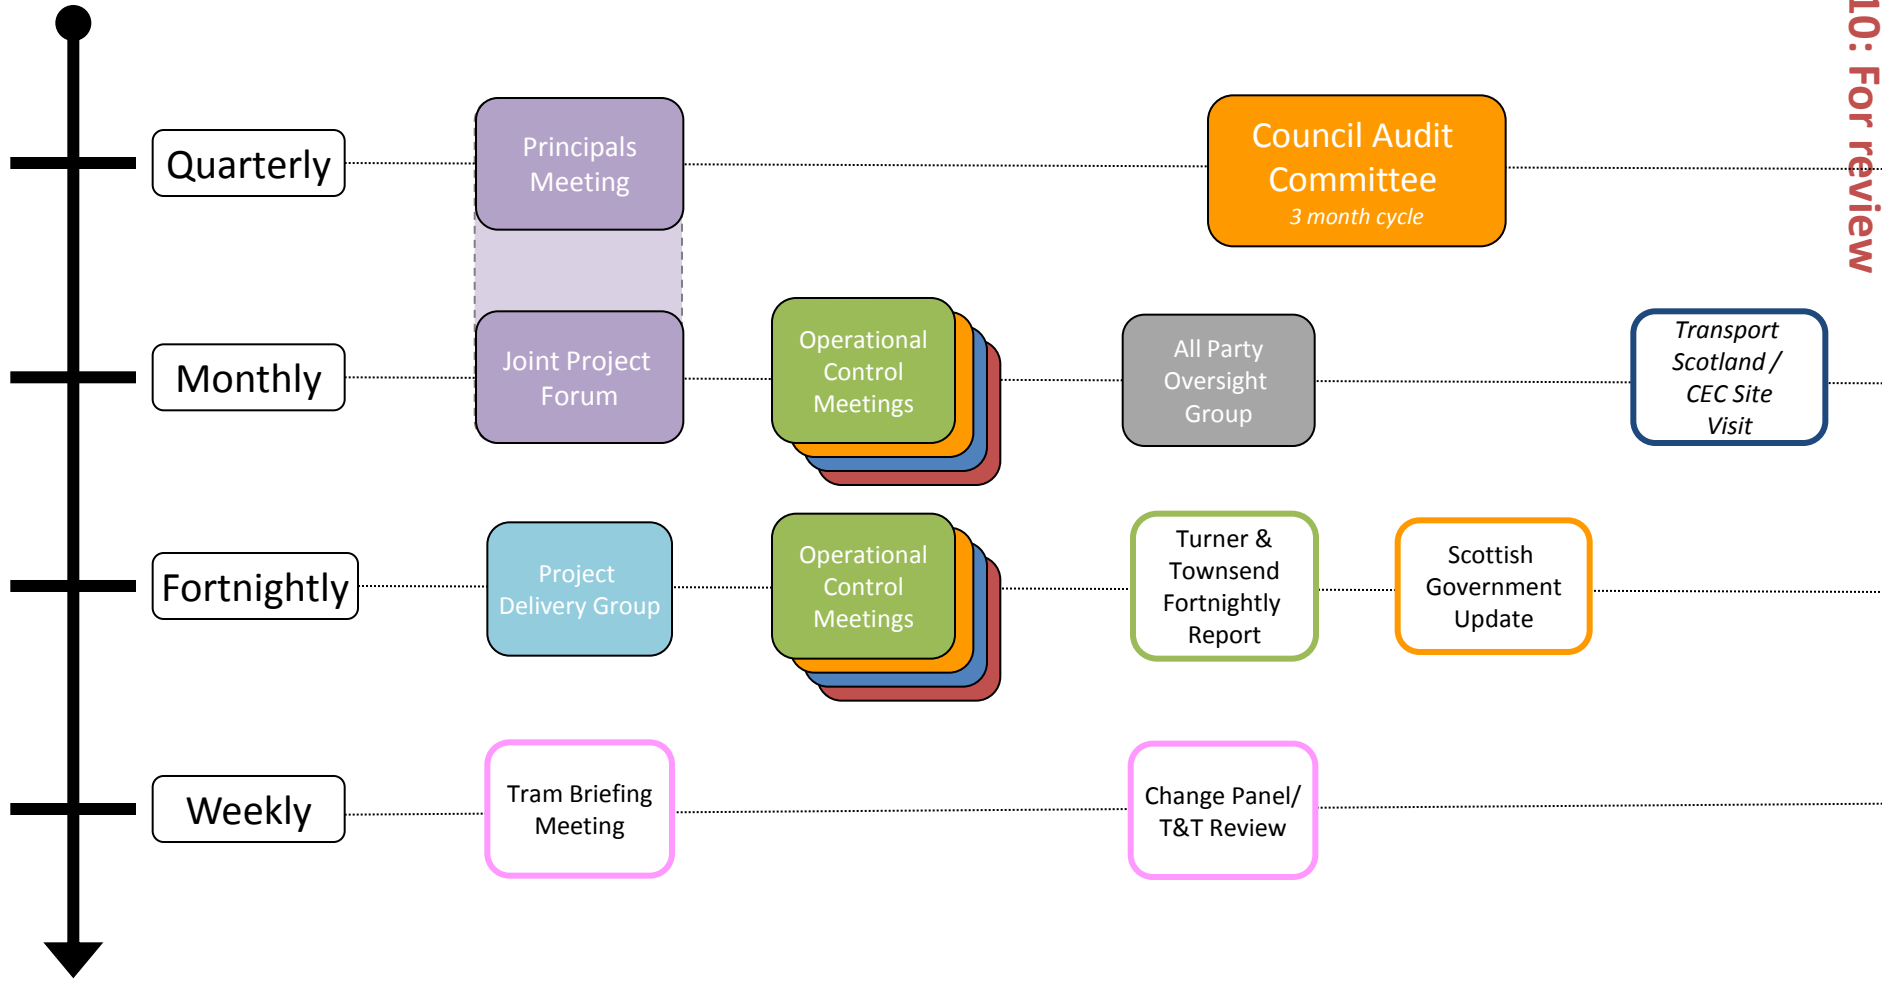 10: For review
Quarterly
Principals
Meeting
Council Audit
Committee
3 month cycle
Monthly
Joint Project
Forum
Operational
Control
Meetings
All Party
Oversight
Group
Transport
Scotland /
CEC Site
Visit
Fortnightly
Project
Delivery Group
Operational
Control
Meetings
Turner &
Townsend
Fortnightly
Report
Scottish
Government
Update
Weekly
Tram Briefing
Meeting
Change Panel/
T&T Review